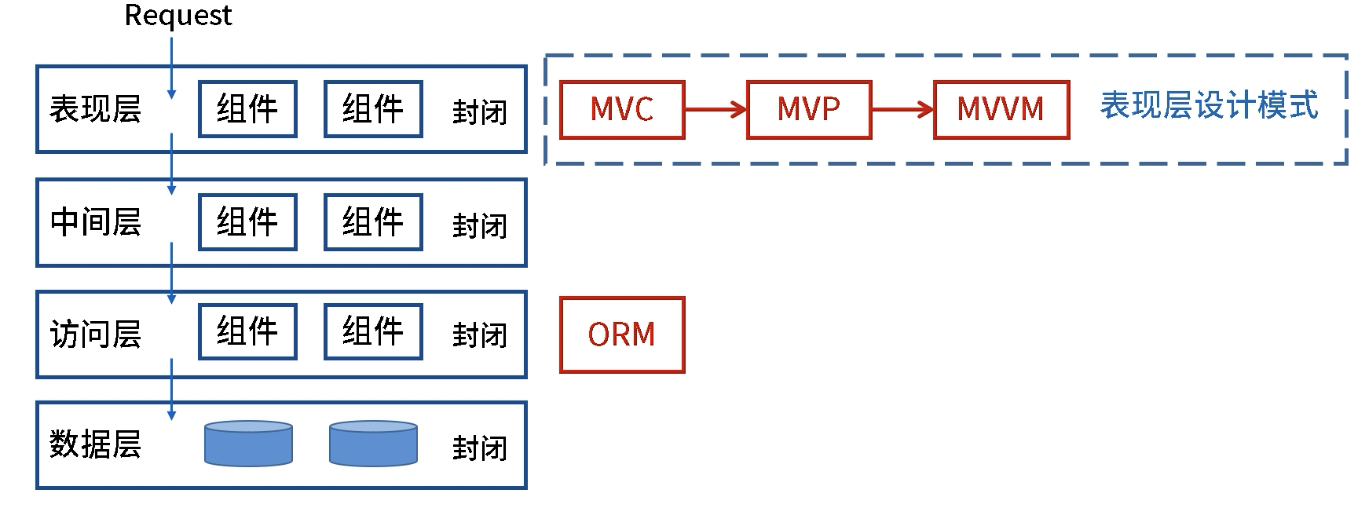 Request
表现层 组件 组件 封闭 MVC MVP MVVM 表现层设计模式
中间层 组件 组件 封闭
访问层 组件 组件 封闭 ORM
数据层 封闭